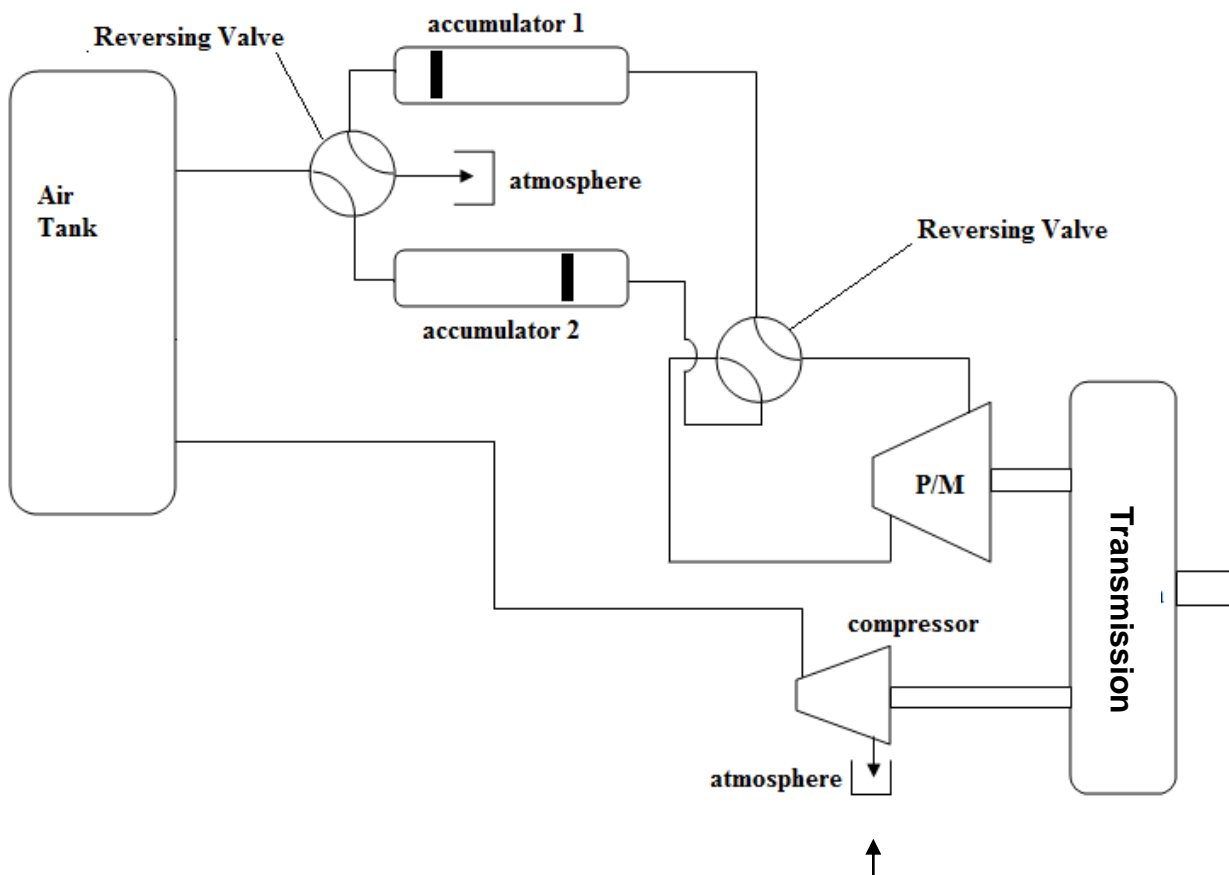 accumulator 1
Reversing Valve
Air
Tank
atmosphere
Reversing Valve
accumulator 2
P/M
Transmission
compressor
atmosphere